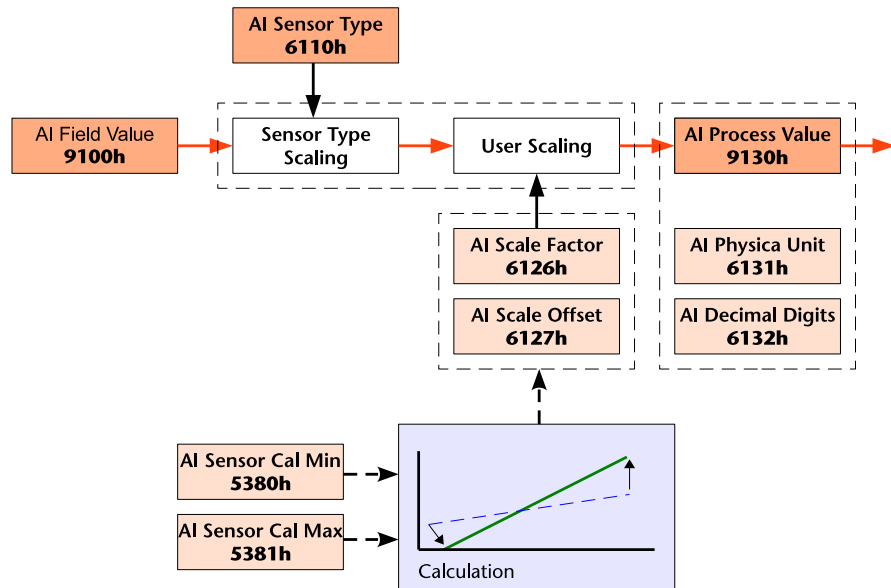 AI Sensor Type
6110h
AI Field Value
9100h
Sensor Type
Scaling
User Scaling
AI Process Value
9130h
AI Scale Factor
6126h
AI Physica Unit
6131h
AI Scale Offset
6127h
AI Decimal Digits
6132h
AI Sensor Cal Min
5380h
AI Sensor Cal Max
5381h
Calculation